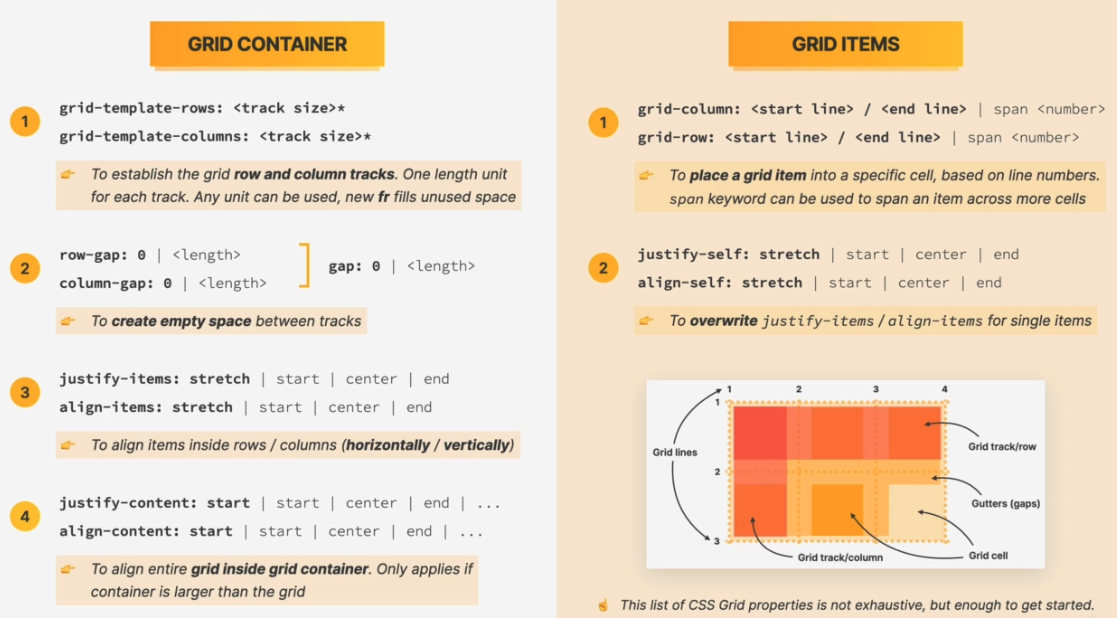 GRID CONTAINER
1
grid-template-rows: <track size>*
grid-template-columns: <track size>*
👉 To establish the grid row and column tracks. One length unit
for each track. Any unit can be used, new fr fills unused space
2
row-gap: 0 | <length>
column-gap: 0 | <length>
gap: 0 | <length>
👉 To create empty space between tracks
3
justify-items: stretch | start | center | end
align-items: stretch | start | center | end
👉 To align items inside rows / columns (horizontally / vertically)
4
justify-content: start | start | center | end | ...
align-content: start | start | center | end | ...
👉 To align entire grid inside grid container. Only applies if
container is larger than the grid
GRID ITEMS
1
grid-column: <start line> / <end line> | span <number>
grid-row: <start line> / <end line> | span <number>
👉 To place a grid item into a specific cell, based on line numbers.
span keyword can be used to span an item across more cells
2
justify-self: stretch | start | center | end
align-self: stretch | start | center | end
👉 To overwrite justify-items / align-items for single items
1 2 3 4
1
Grid track/row
Grid lines
2
Gutters (gaps)
3
Grid track/column
Grid cell
☝ This list of CSS Grid properties is not exhaustive, but enough to get started.